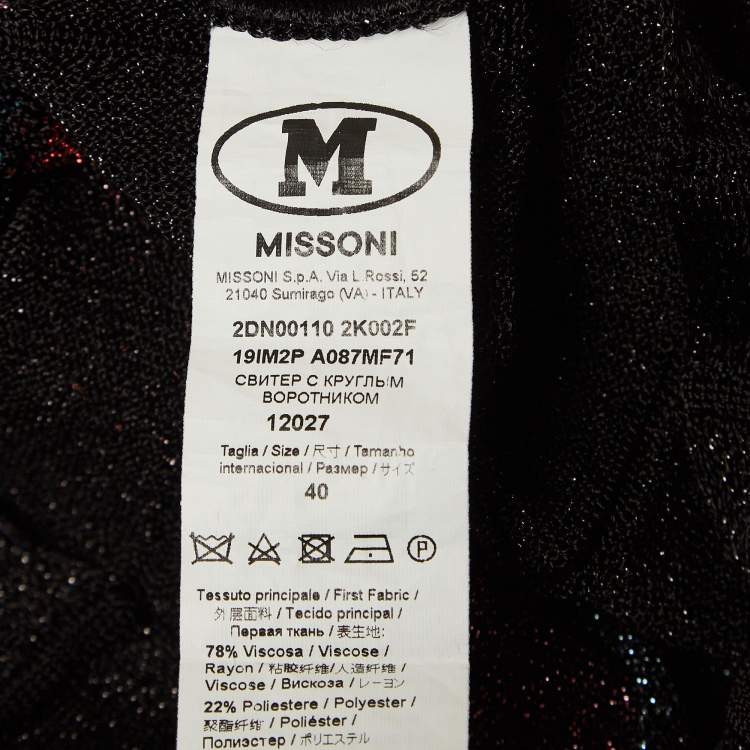 M
MISSONI
MISSONI S.p.A. Via L.Rossi, 52
21040 Sumirago (VA) - ITALY
2DN00110 2K002F
19IM2P A087MF71
СВИТЕР С КРУГЛЫМ
ВОРОТНИКОМ
12027
Taglia / Size / 尺寸 / Tamanho
internacional / Размер / サイズ
40
P
Tessuto principale / First Fabric /
外层面料 / Tecido principal /
Первая ткань / 表生地:
78% Viscosa / Viscose /
Rayon / 粘胶纤维/人造纤维/
Viscose / Вискоза / レーヨン
22% Poliestere / Polyester /
聚酯纤维 / Poliéster /
Полиэстер / ポリエステル